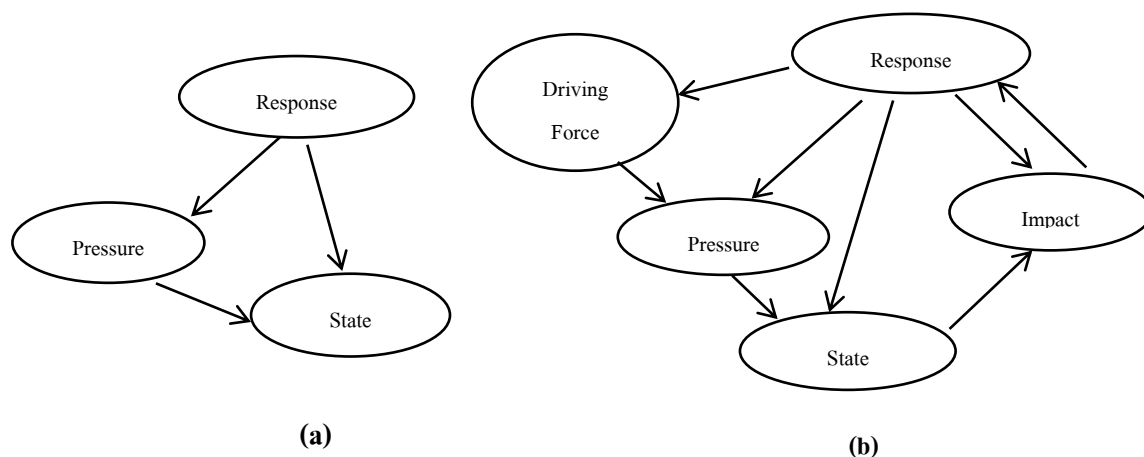 Response
Pressure
State
(a)
Response
Driving
Force
Impact
Pressure
State
(b)